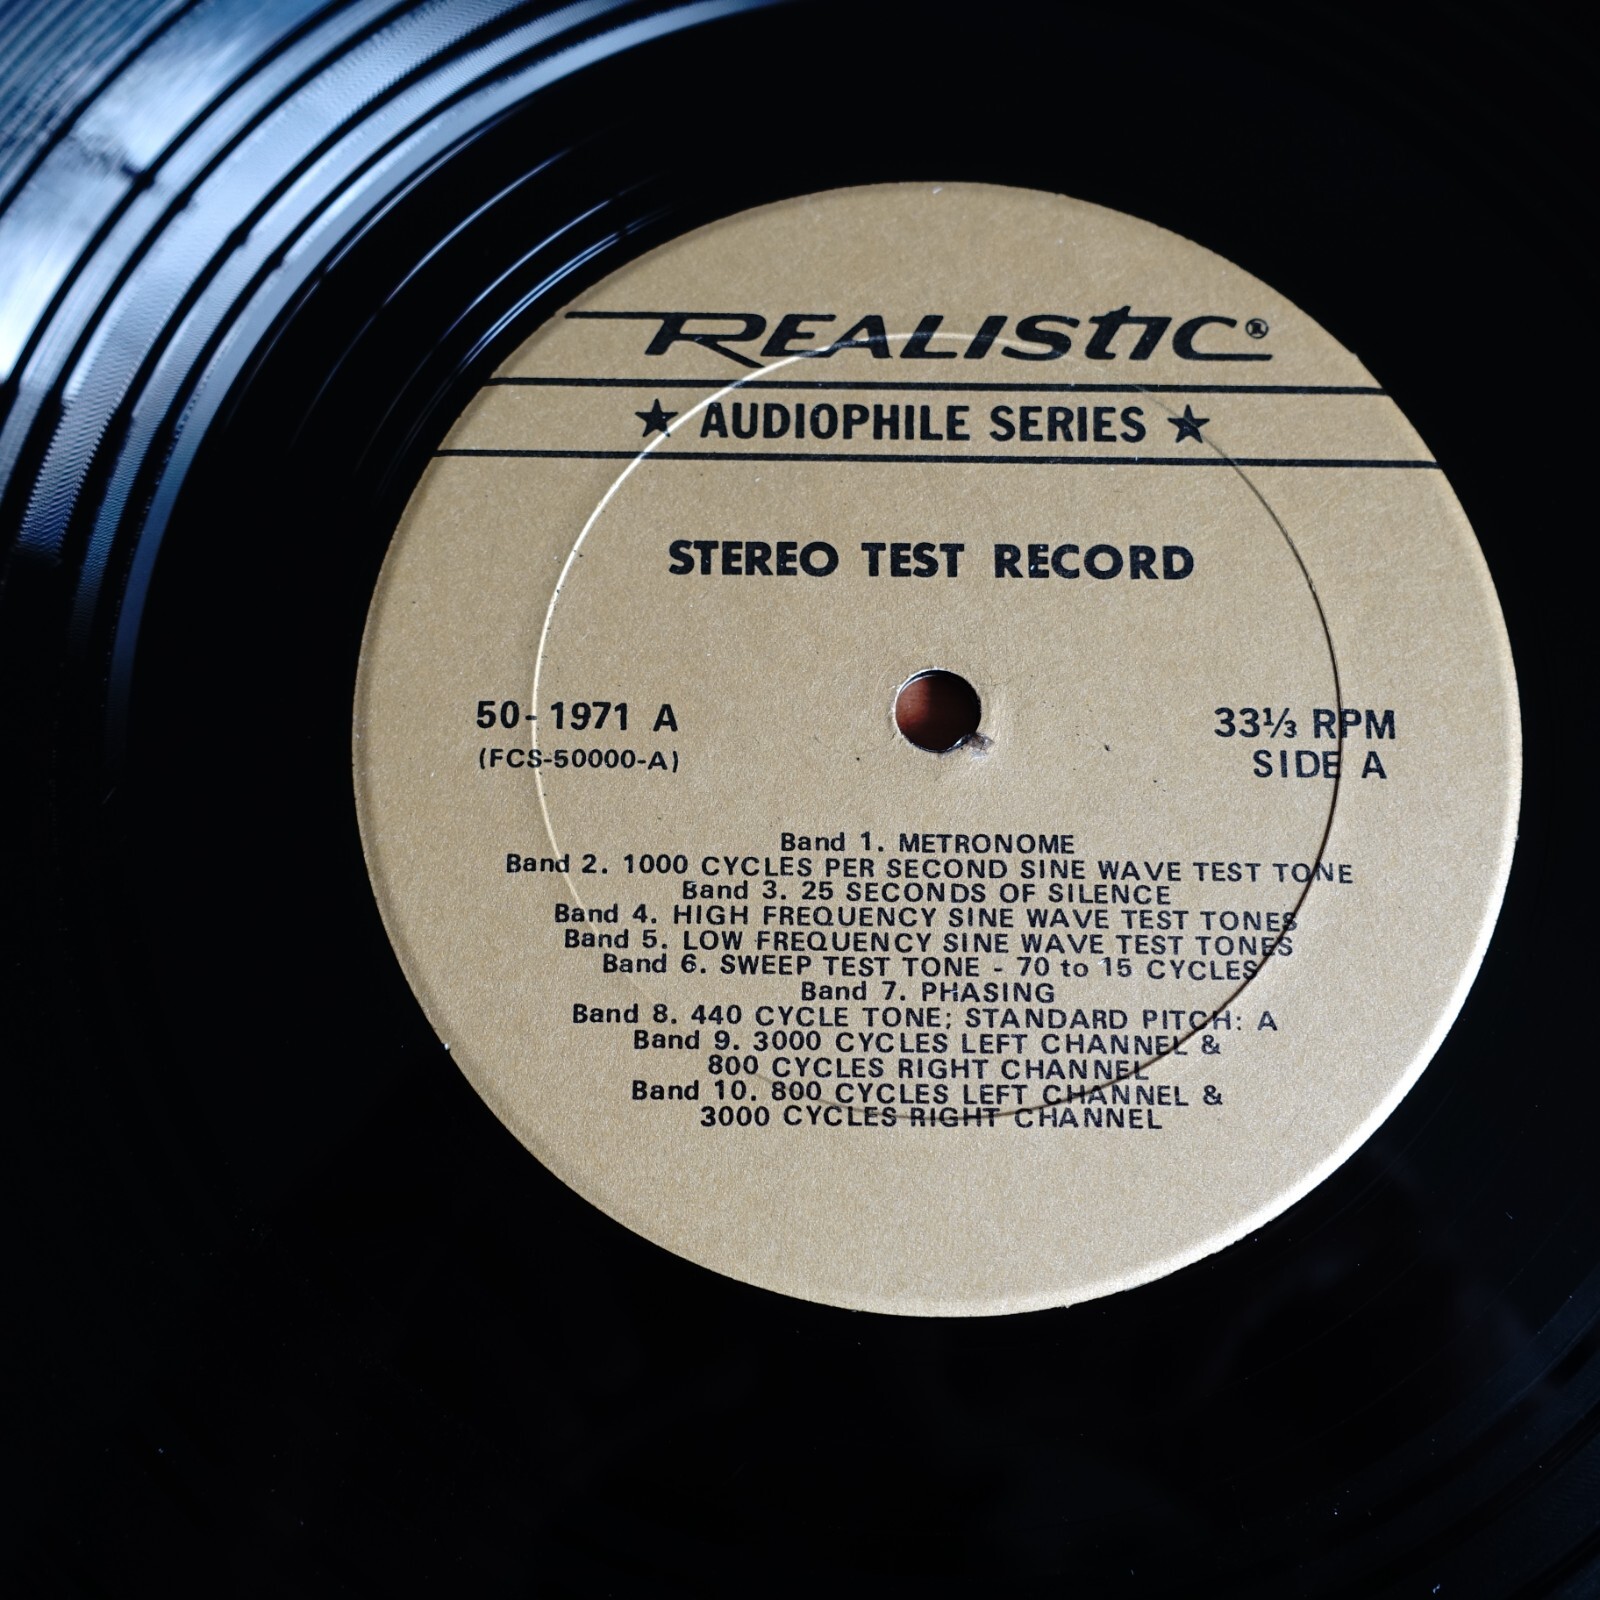 REALISTIC®
★ AUDIOPHILE SERIES ★
STEREO TEST RECORD
50-1971 A
(FCS-50000-A)
33⅓ RPM
SIDE A
Band 1. METRONOME
Band 2. 1000 CYCLES PER SECOND SINE WAVE TEST TONE
Band 3. 25 SECONDS OF SILENCE
Band 4. HIGH FREQUENCY SINE WAVE TEST TONES
Band 5. LOW FREQUENCY SINE WAVE TEST TONES
Band 6. SWEEP TEST TONE - 70 to 15 CYCLES
Band 7. PHASING
Band 8. 440 CYCLE TONE; STANDARD PITCH: A
Band 9. 3000 CYCLES LEFT CHANNEL &
800 CYCLES RIGHT CHANNEL
Band 10. 800 CYCLES LEFT CHANNEL &
3000 CYCLES RIGHT CHANNEL